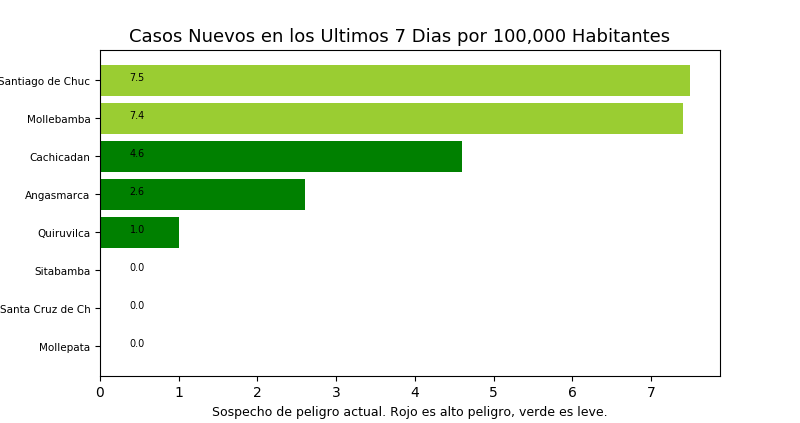 Casos Nuevos en los Ultimos 7 Dias por 100,000 Habitantes
Santiago de Chuc 7.5
Mollebamba 7.4
Cachicadan 4.6
Angasmarca 2.6
Quiruvilca 1.0
Sitabamba 0.0
Santa Cruz de Ch 0.0
Mollepata 0.0
0 1 2 3 4 5 6 7
Sospecho de peligro actual. Rojo es alto peligro, verde es leve.